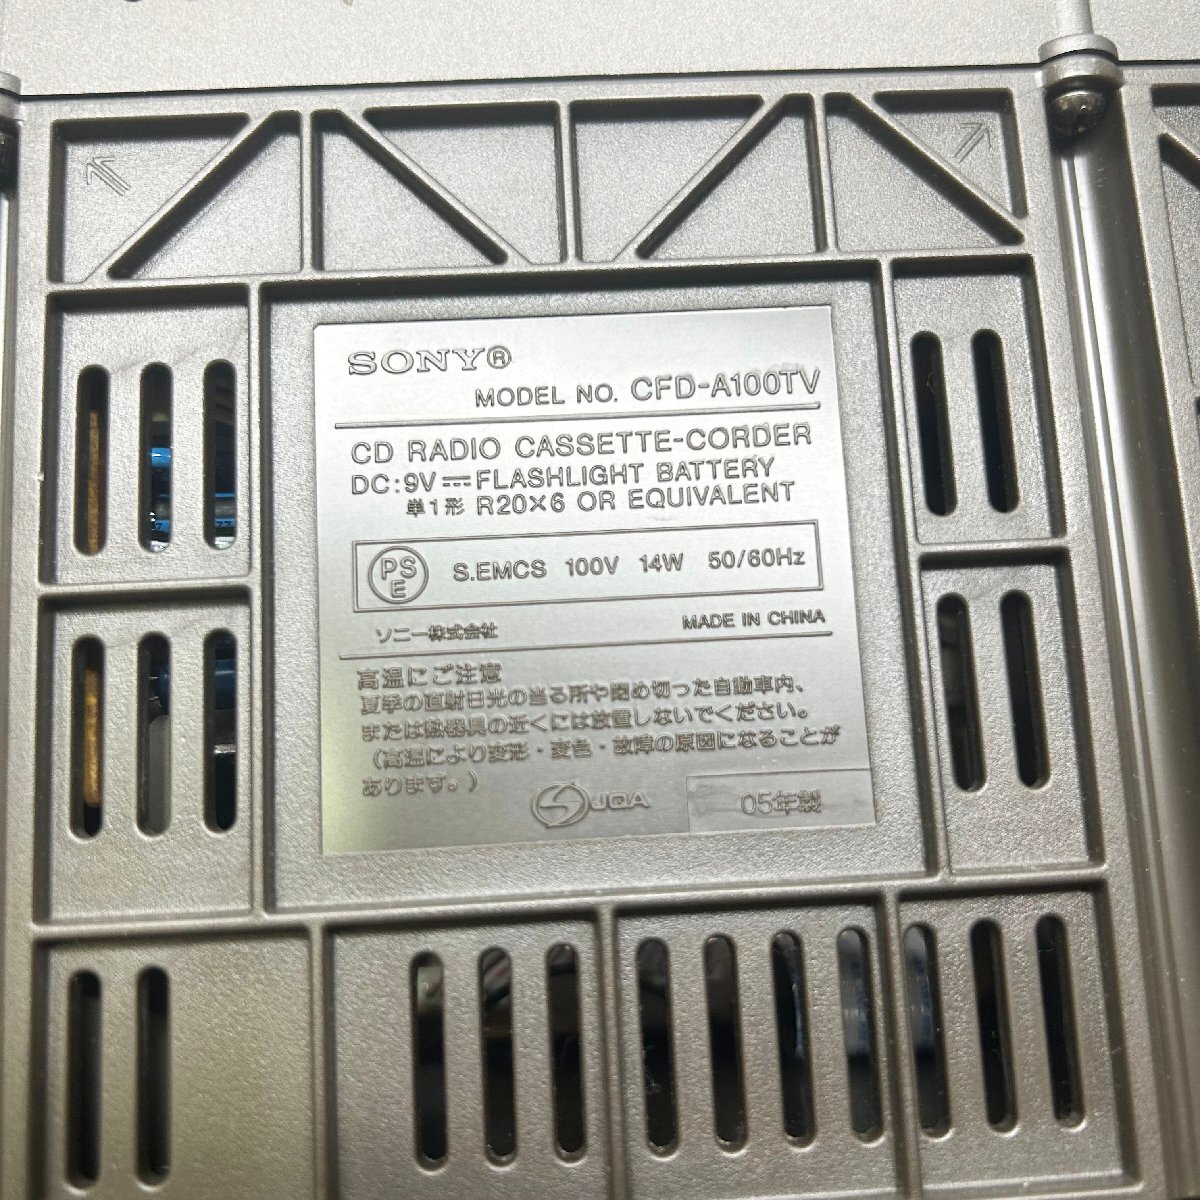 SONY®
MODEL NO. CFD-A100TV
CD RADIO CASSETTE-CORDER
DC:9V⎓FLASHLIGHT BATTERY
単1形 R20×6 OR EQUIVALENT
PSE S.EMCS 100V 14W 50/60Hz
ソニー株式会社 MADE IN CHINA
高温にご注意
夏季の直射日光の当る所や閉め切った自動車内、
または熱器具の近くには放置しないでください。
（高温により変形・変色・故障の原因になることが
あります。）
S JQA 05年製